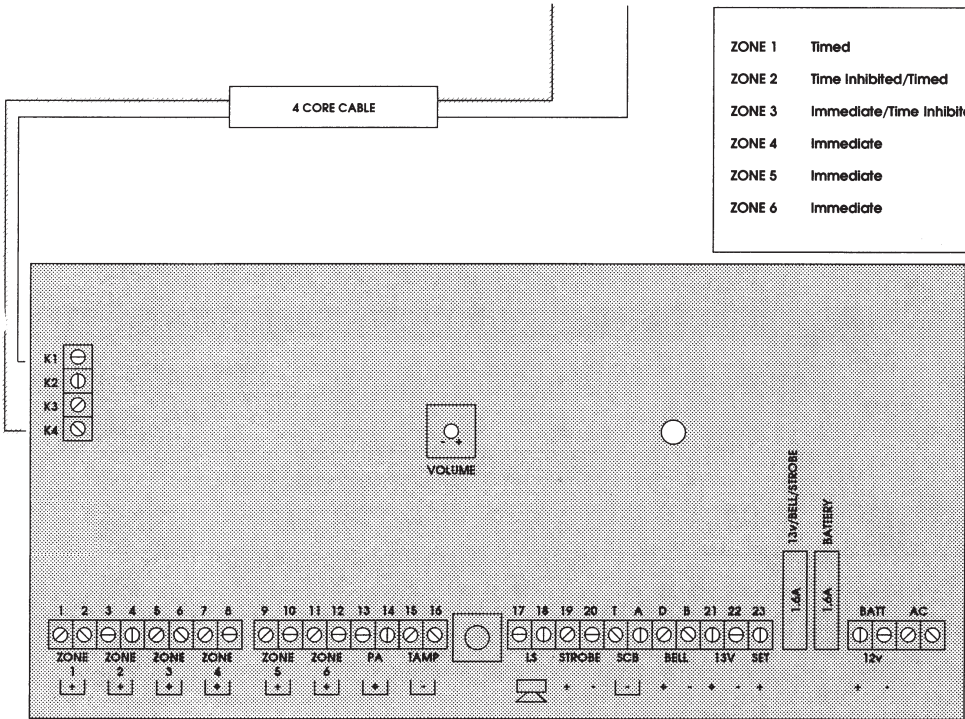 4 CORE CABLE
ZONE 1 Timed
ZONE 2 Time Inhibited/Timed
ZONE 3 Immediate/Time Inhibite
ZONE 4 Immediate
ZONE 5 Immediate
ZONE 6 Immediate
K1
K2
K3
K4
- +
VOLUME
13v/BELL/STROBE
BATTERY
1.6A
1.6A
1 2 3 4 5 6 7 8 9 10 11 12 13 14 15 16 17 18 19 20 T A D B 21 22 23 BATT AC
ZONE ZONE ZONE ZONE ZONE ZONE PA TAMP LS STROBE SCB BELL 13V SET 12v
1 2 3 4 5 6
+ + + + + + + - + - - + - + - + + -